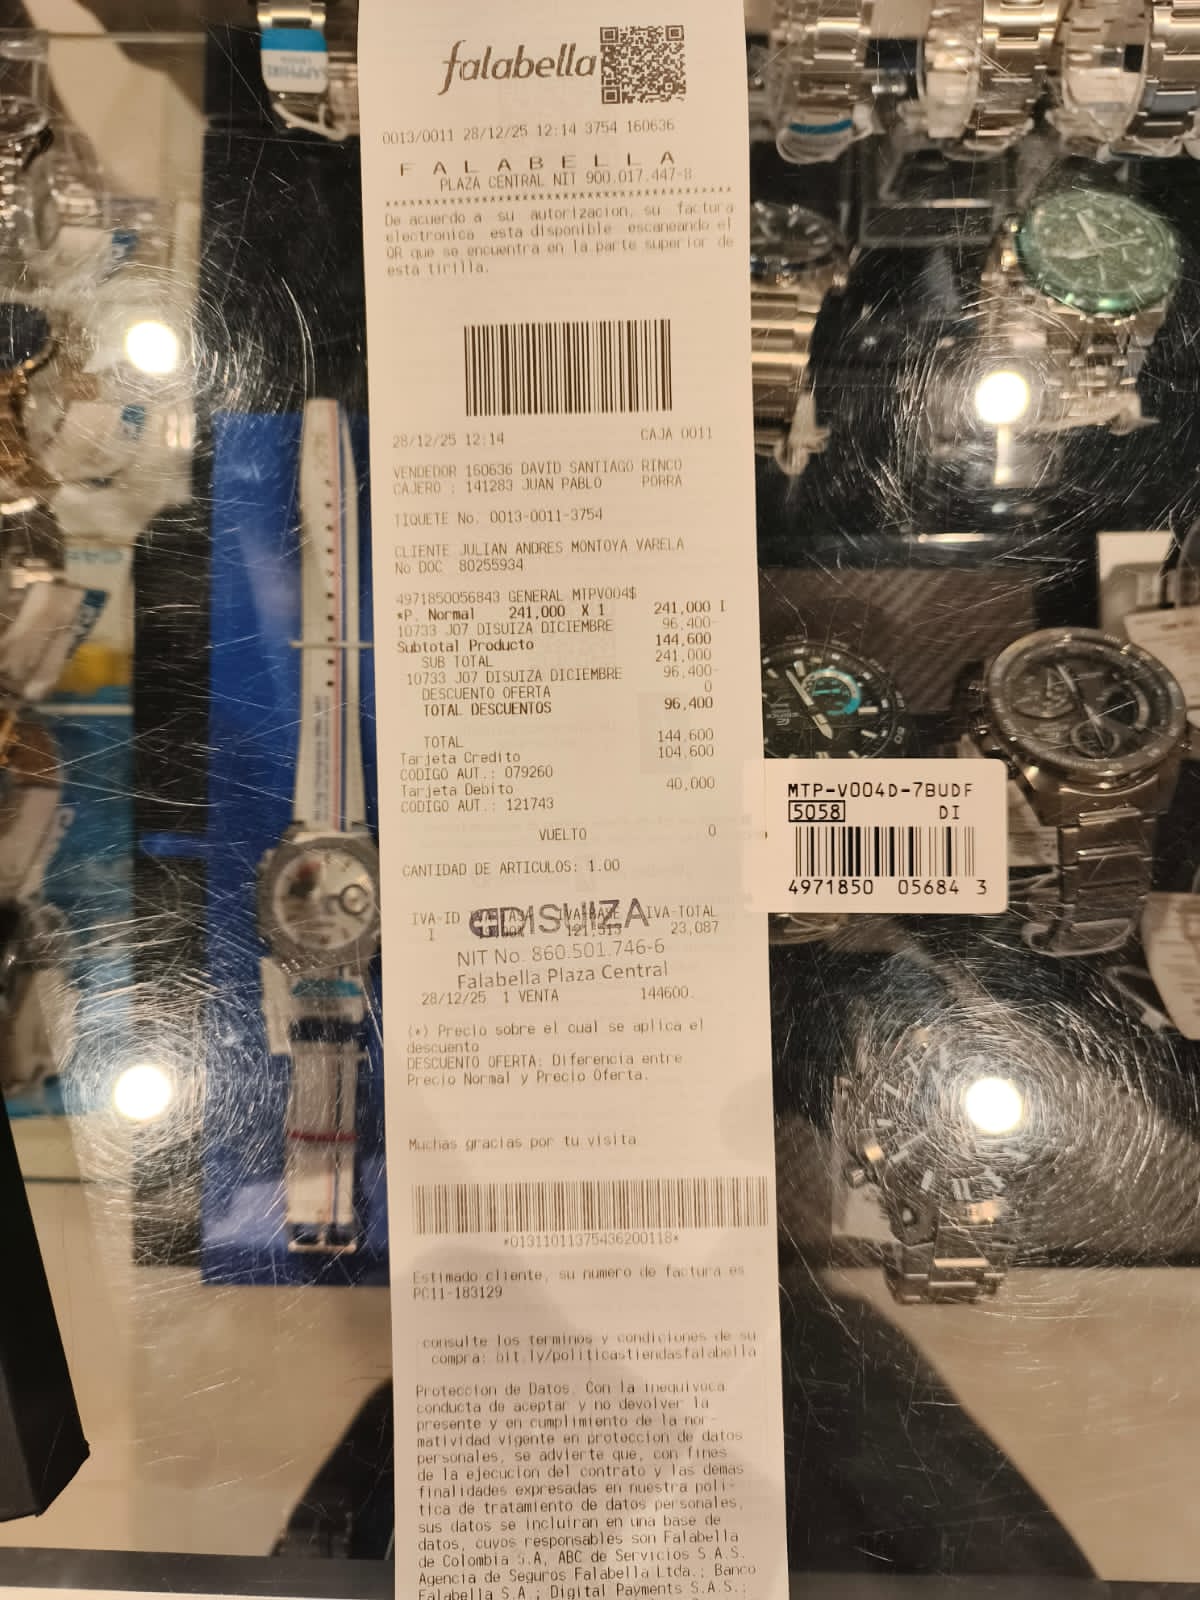 falabella
0013/0011 28/12/25 12:14 3754 160636
FALABELLA
PLAZA CENTRAL NIT 900.017.447-8
De acuerdo a su autorizacion, su factura
electronica esta disponible escaneando el
QR que se encuentra en la parte superior de
esta tirilla.
28/12/25 12:14 CAJA 0011
VENDEDOR 160636 DAVID SANTIAGO RINCO
CAJERO : 141283 JUAN PABLO PORRA
TIQUETE No. 0013-0011-3754
CLIENTE JULIAN ANDRES MONTOYA VARELA
No DOC 80255934
4971850056843 GENERAL MTPV004$
*P. Normal 241,000 X 1 241,000 I
10733 J07 DISUIZA DICIEMBRE 96,400-
Subtotal Producto 144,600
SUB TOTAL 241,000
10733 J07 DISUIZA DICIEMBRE 96,400-
DESCUENTO OFERTA 0
TOTAL DESCUENTOS 96,400
TOTAL 144,600
Tarjeta Credito 104,600
CODIGO AUT.: 079260
Tarjeta Debito 40,000
CODIGO AUT.: 121743
VUELTO 0
CANTIDAD DE ARTICULOS: 1.00
IVA-ID IVA-BASE IVA-TOTAL
1 121,513 23,087
DISUIZA
NIT No. 860.501.746-6
Falabella Plaza Central
28/12/25 1 VENTA 144600.
(*) Precio sobre el cual se aplica el
descuento
DESCUENTO OFERTA: Diferencia entre
Precio Normal y Precio Oferta.
Muchas gracias por tu visita
*01311011375436200118*
Estimado cliente, su numero de factura es
PC11-183129
consulte los terminos y condiciones de su
compra: bit.ly/politicastiendasfalabella
Proteccion de Datos. Con la inequivoca
conducta de aceptar y no devolver la
presente y en cumplimiento de la nor-
matividad vigente en proteccion de datos
personales, se advierte que, con fines
de la ejecucion del contrato y las demas
finalidades expresadas en nuestra poli-
tica de tratamiento de datos personales,
sus datos se incluiran en una base de
datos, cuyos responsables son Falabella
de Colombia S.A, ABC de Servicios S.A.S.
Agencia de Seguros Falabella Ltda.; Banco
Falabella S.A.; Digital Payments S.A.S.;
MTP-V004D-7BUDF
5058 DI
4971850 05684 3
SAPPHIRE